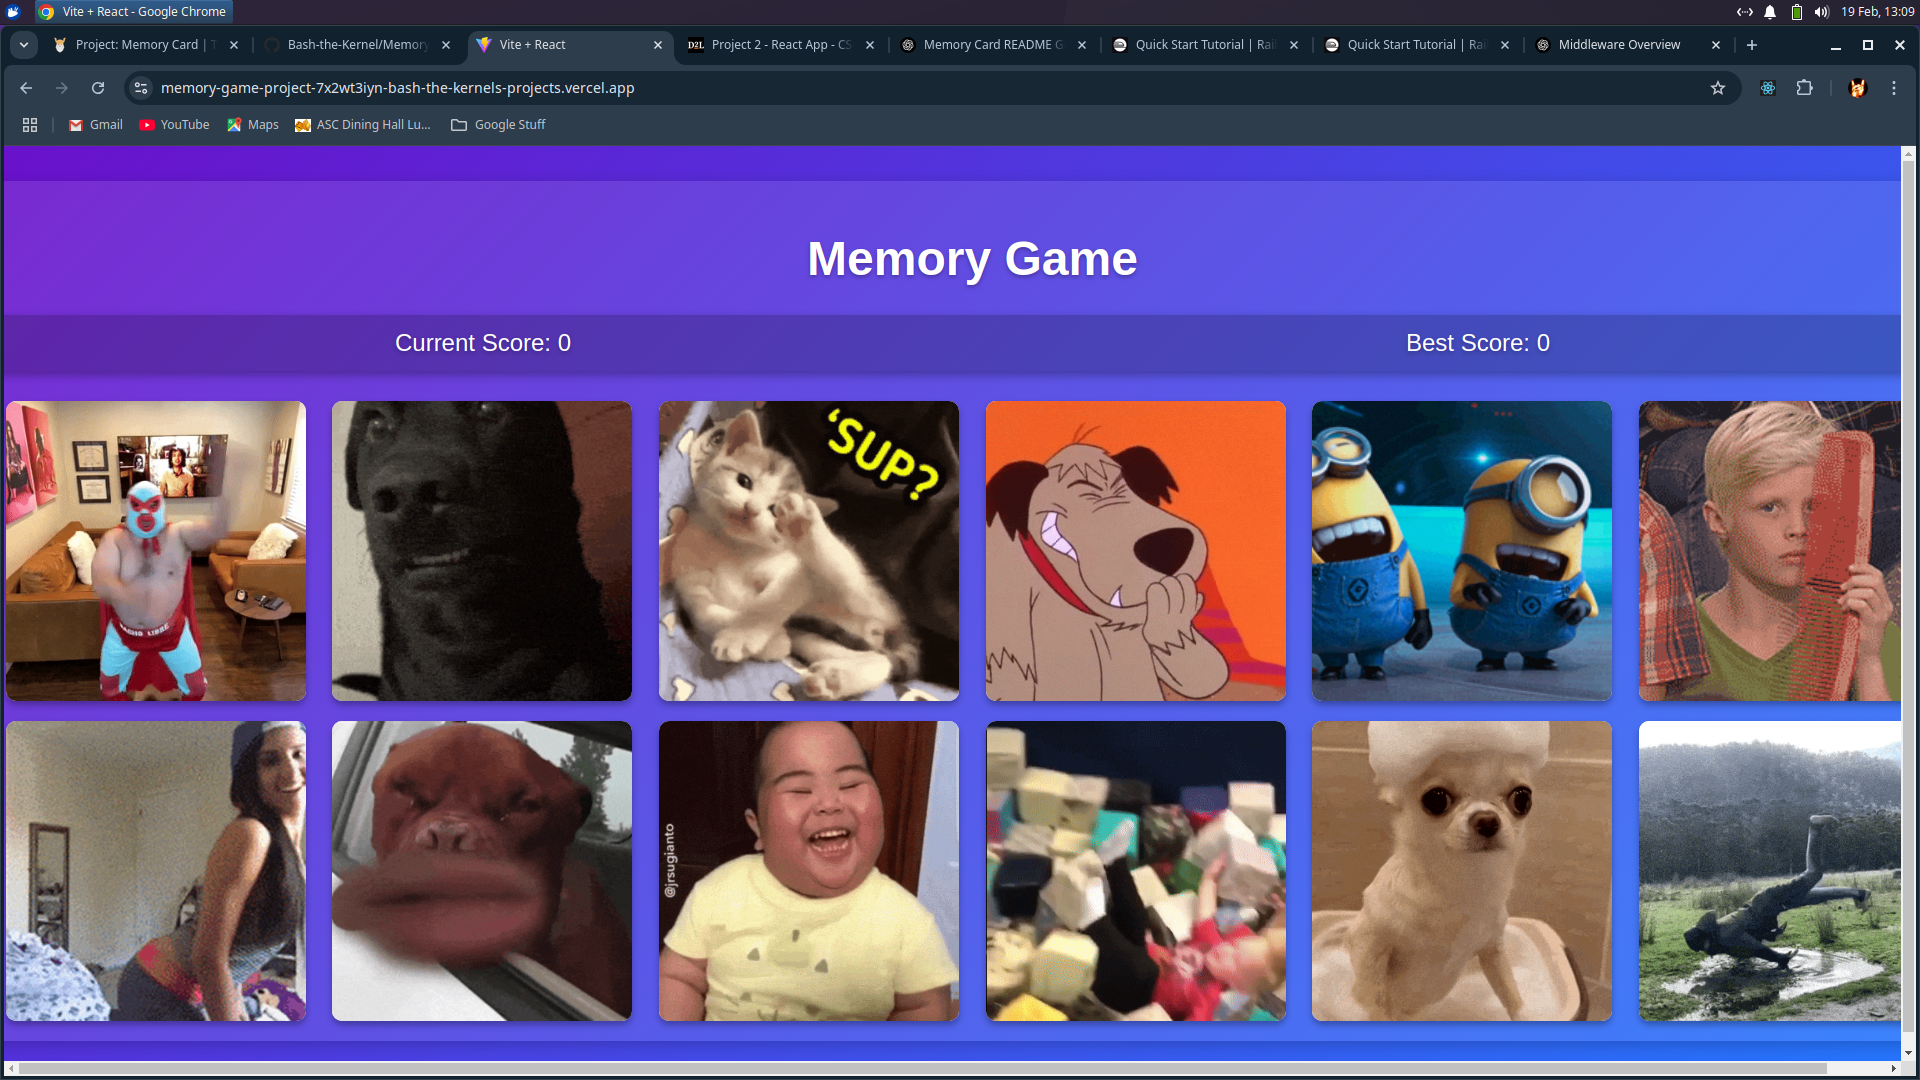 Vite + React - Google Chrome
19 Feb, 13:09
Project: Memory Card | T
Bash-the-Kernel/Memory
Vite + React
D2L
Project 2 - React App - CS
Memory Card README G
Quick Start Tutorial | Rai
Quick Start Tutorial | Rai
Middleware Overview
memory-game-project-7x2wt3iyn-bash-the-kernels-projects.vercel.app
Gmail
YouTube
Maps
ASC Dining Hall Lu...
Google Stuff
Memory Game
Current Score: 0
Best Score: 0
NACHO LIBRE
'SUP?
@jrsugianto